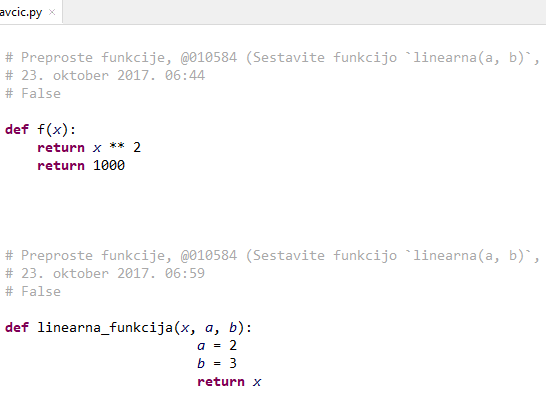 avcic.py ×
# Preproste funkcije, @010584 (Sestavite funkcijo `linearna(a, b)`,
# 23. oktober 2017. 06:44
# False
def f(x):
    return x ** 2
    return 1000
# Preproste funkcije, @010584 (Sestavite funkcijo `linearna(a, b)`,
# 23. oktober 2017. 06:59
# False
def linearna_funkcija(x, a, b):
                        a = 2
                        b = 3
                        return x